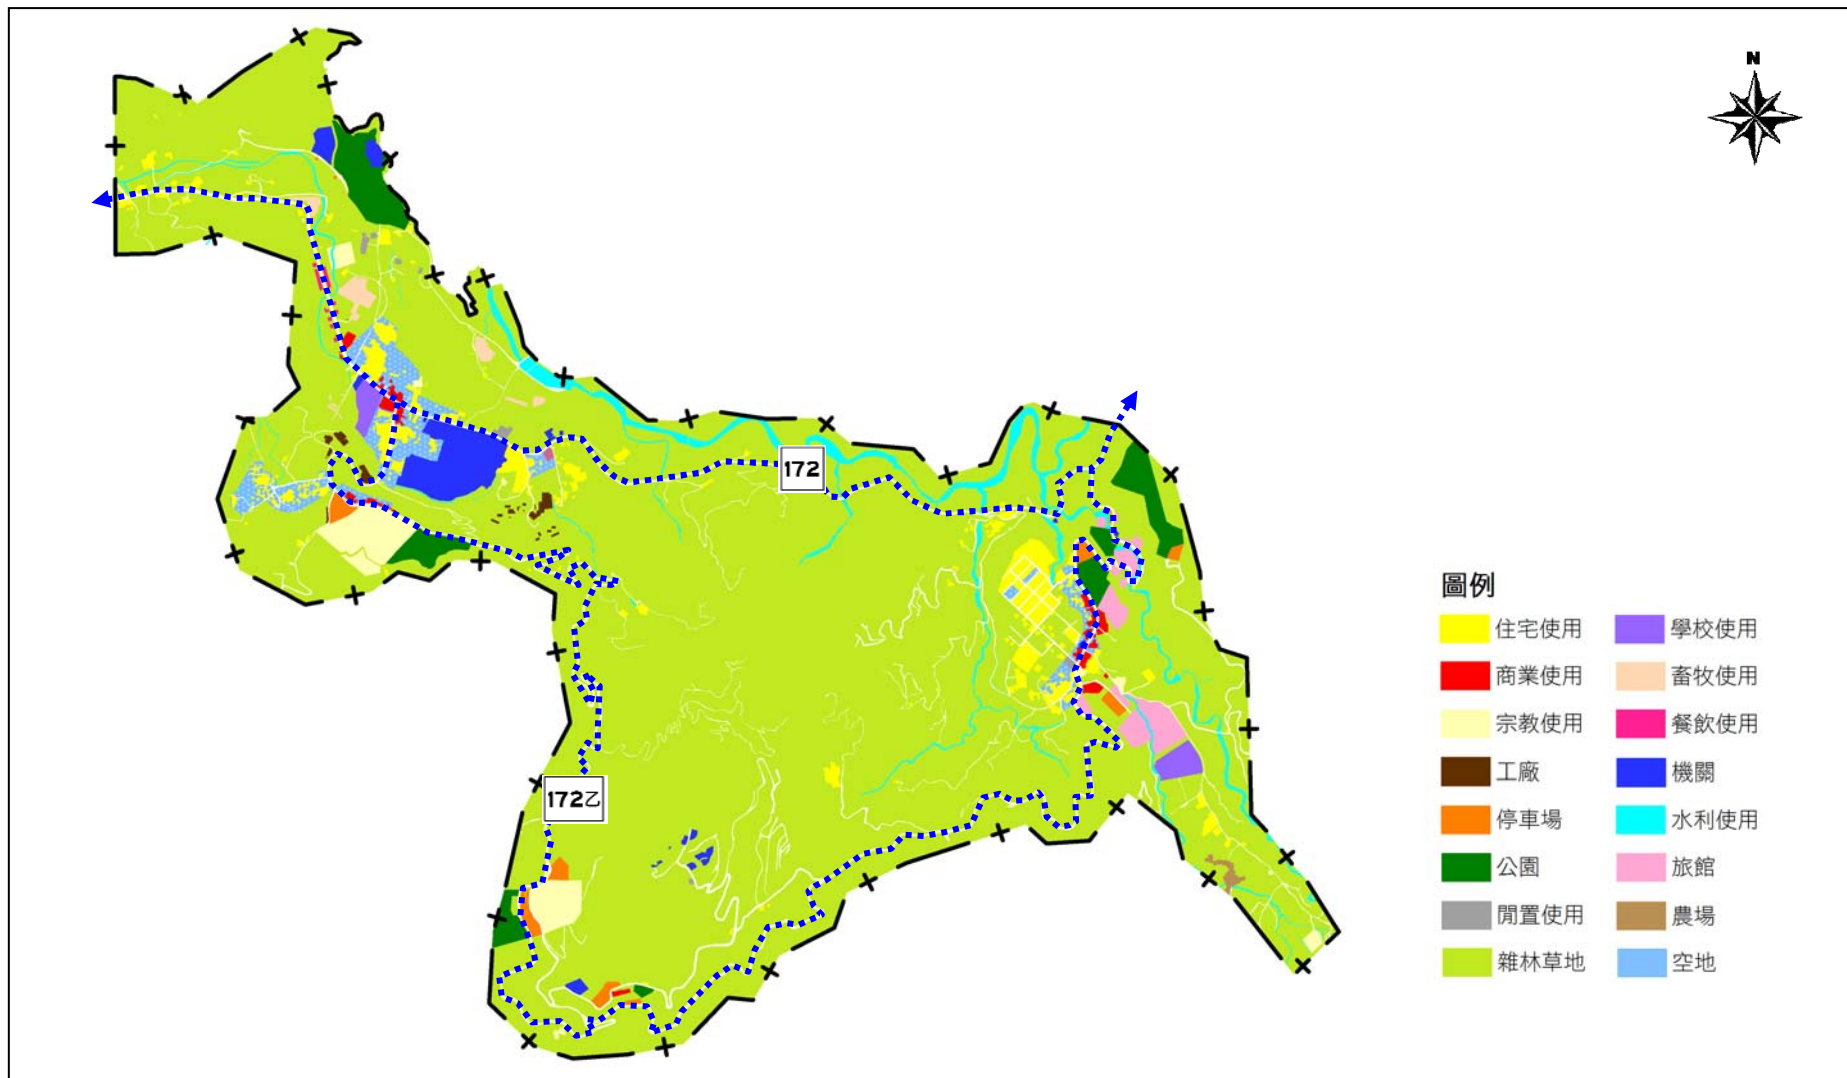 N
172
172乙
圖例
住宅使用 學校使用
商業使用 畜牧使用
宗教使用 餐飲使用
工廠 機關
停車場 水利使用
公園 旅館
閒置使用 農場
雜林草地 空地